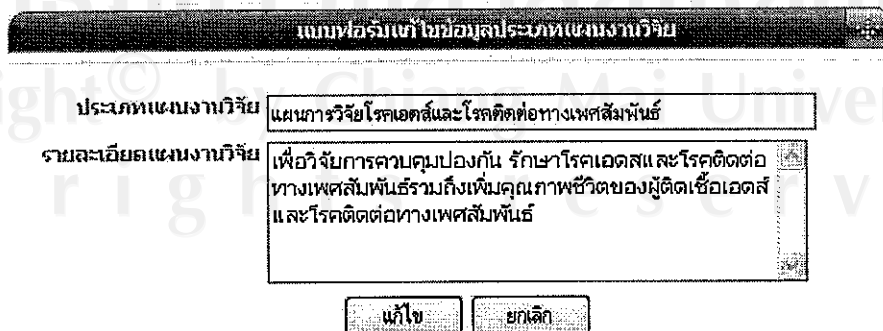 แบบฟอร์มแก้ไขข้อมูลประเภทแผนงานวิจัย
ight© by Chiang Mai Univer
ประเภทแผนงานวิจัย แผนการวิจัยโรคเอดส์และโรคติดต่อทางเพศสัมพันธ์
รายละเอียดแผนงานวิจัย เพื่อวิจัยการควบคุมป้องกัน รักษาโรคเอดสและโรคติดต่อ
ทางเพศสัมพันธ์รวมถึงเพิ่มคุณภาพชีวิตของผู้ติดเชื้อเอดส์
และโรคติดต่อทางเพศสัมพันธ์
rights reserv
แก้ไข ยกเลิก